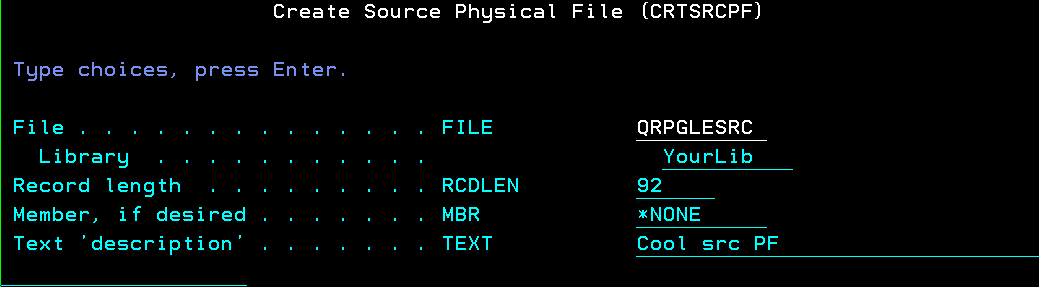 Create Source Physical File (CRTSRCPF)
Type choices, press Enter.
File . . . . . . . . . . . . . . FILE QRPGLESRC
Library . . . . . . . . . . . YourLib
Record length . . . . . . . . . RCDLEN 92
Member, if desired . . . . . . . MBR *NONE
Text 'description' . . . . . . . TEXT Cool src PF